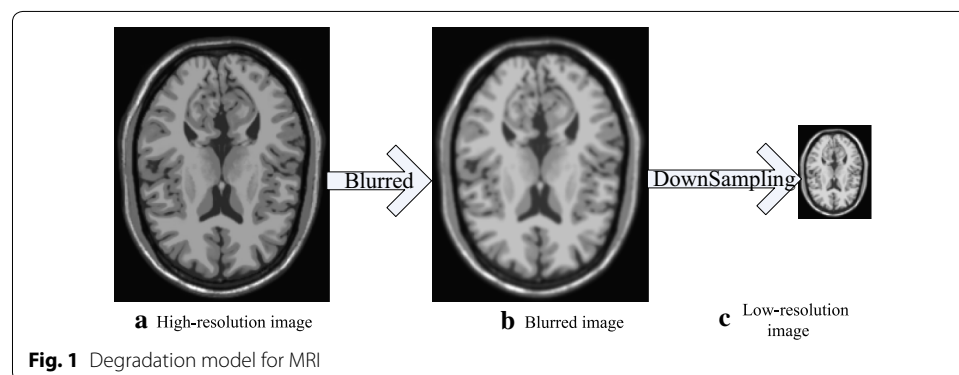 Blurred
DownSampling
a High-resolution image
b Blurred image
c Low-resolution
image
Fig. 1 Degradation model for MRI